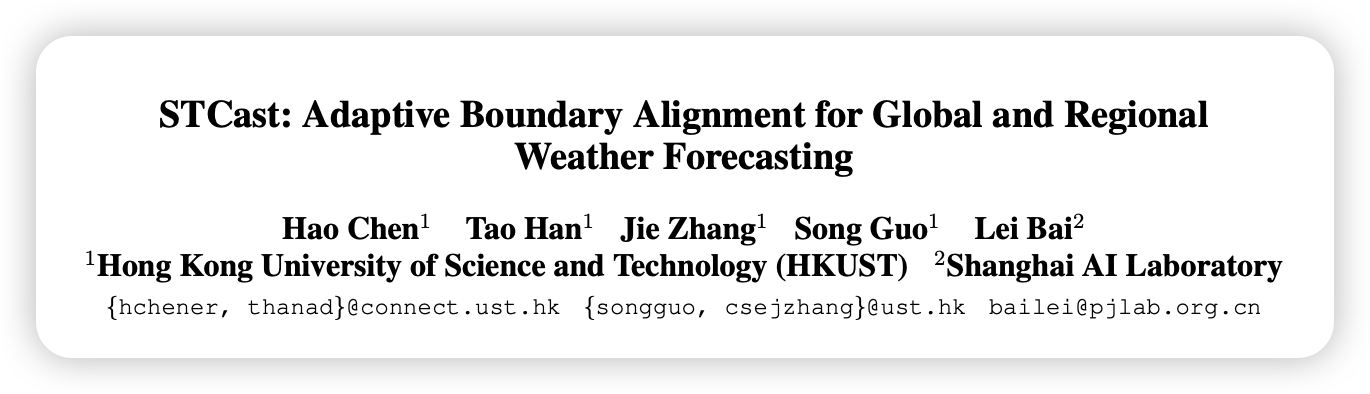 STCast: Adaptive Boundary Alignment for Global and Regional
Weather Forecasting
Hao Chen¹ Tao Han¹ Jie Zhang¹ Song Guo¹ Lei Bai²
¹Hong Kong University of Science and Technology (HKUST) ²Shanghai AI Laboratory
{hchener, thanad}@connect.ust.hk {songguo, csejzhang}@ust.hk bailei@pjlab.org.cn